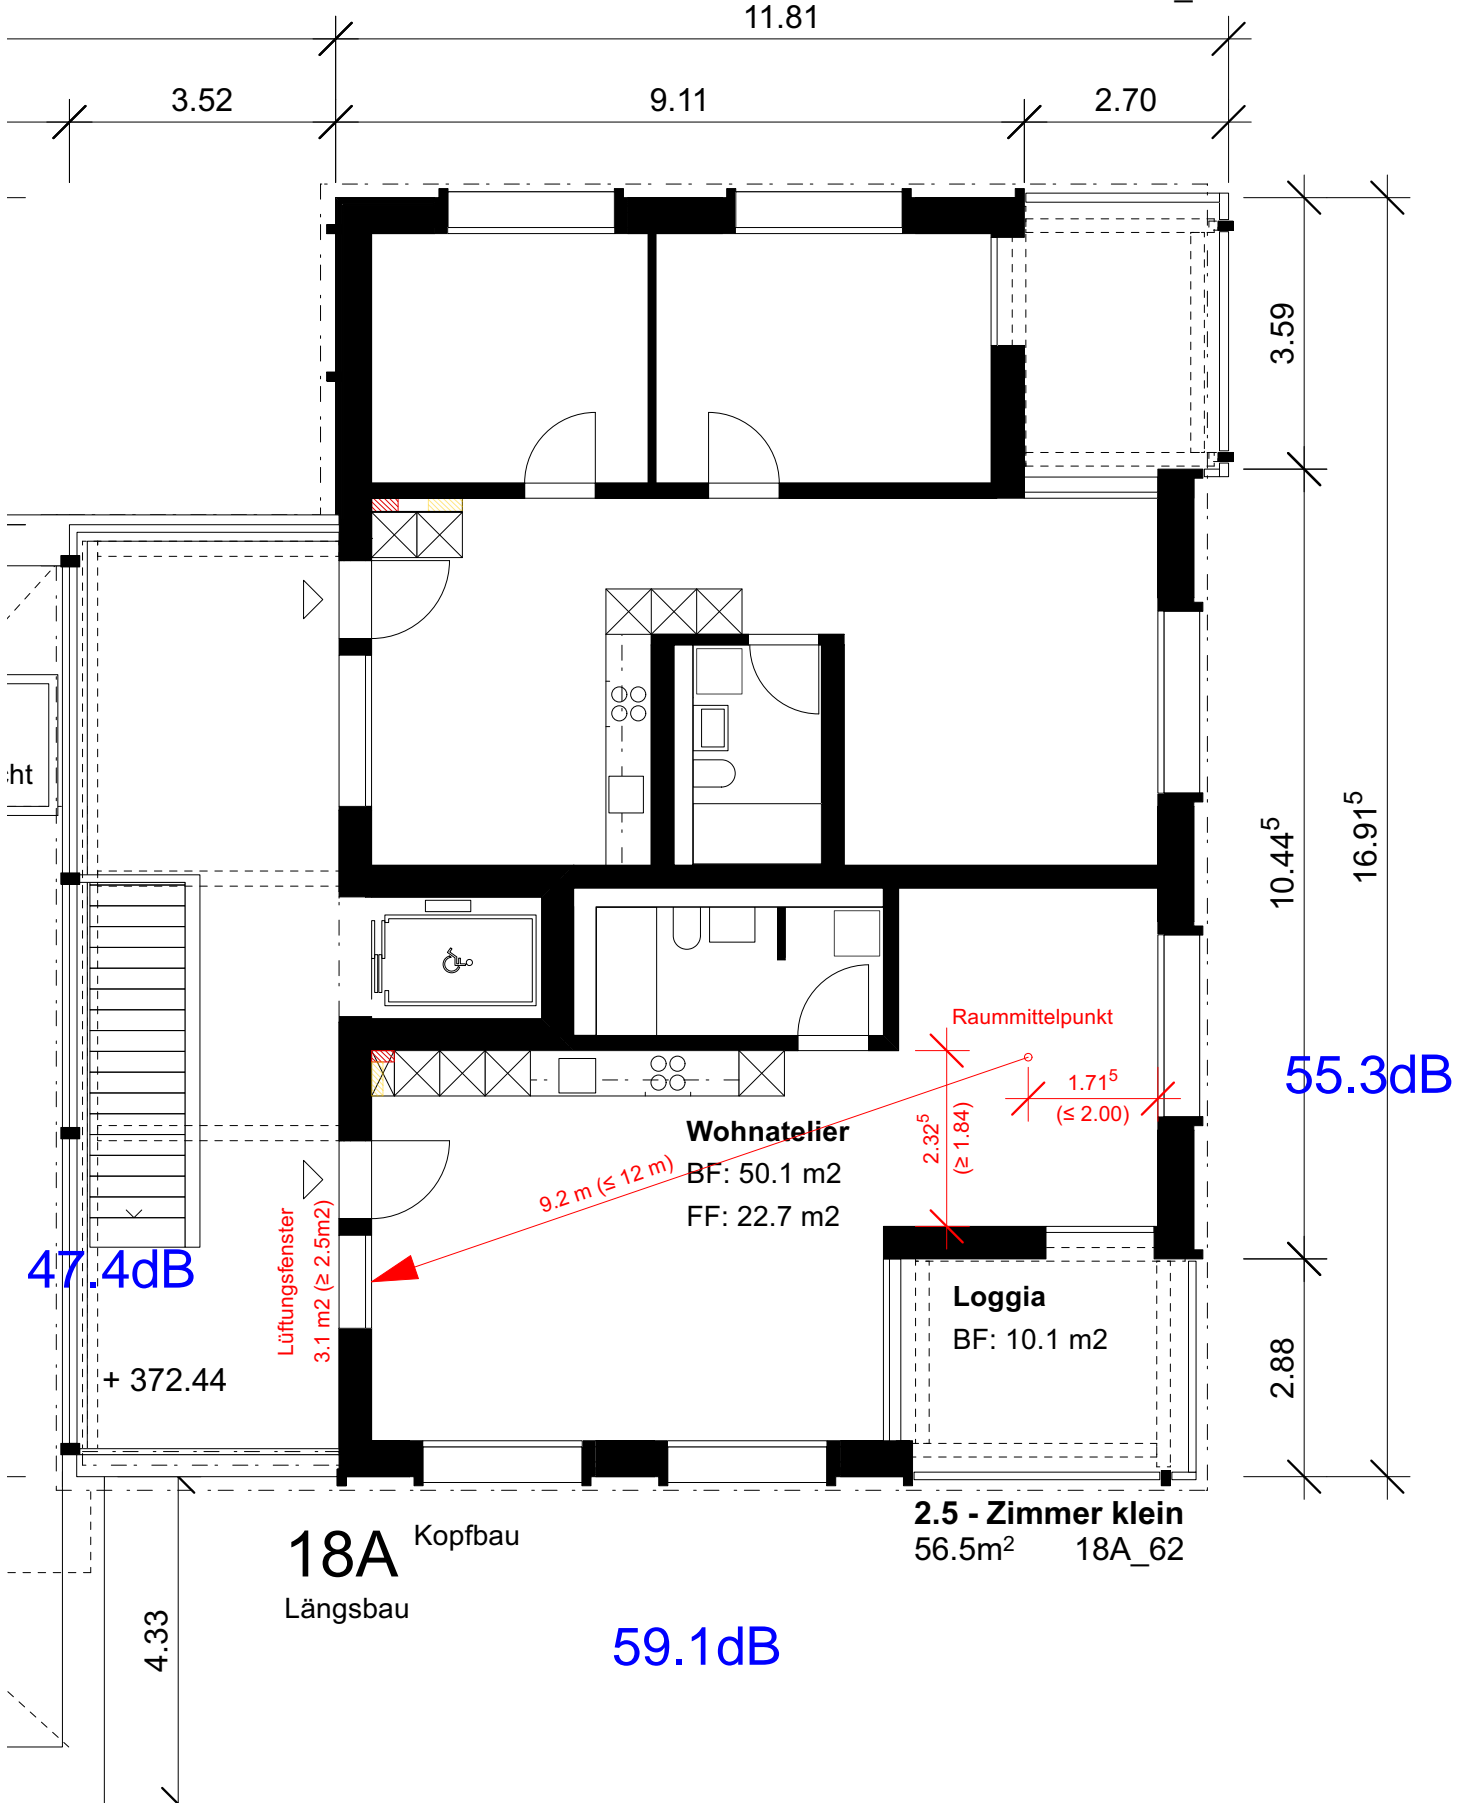 11.81
3.52
9.11
2.70
3.59
10.44⁵
16.91⁵
ht
Raummittelpunkt
55.3dB
1.71⁵
(≤ 2.00)
2.32⁵
(≥ 1.84)
Wohnatelier
BF: 50.1 m2
FF: 22.7 m2
9.2 m (≤ 12 m)
Lüftungsfenster
3.1 m2 (≥ 2.5m2)
47.4dB
Loggia
BF: 10.1 m2
+ 372.44
2.88
2.5 - Zimmer klein
56.5m² 18A_62
18A Kopfbau
Längsbau
4.33
59.1dB